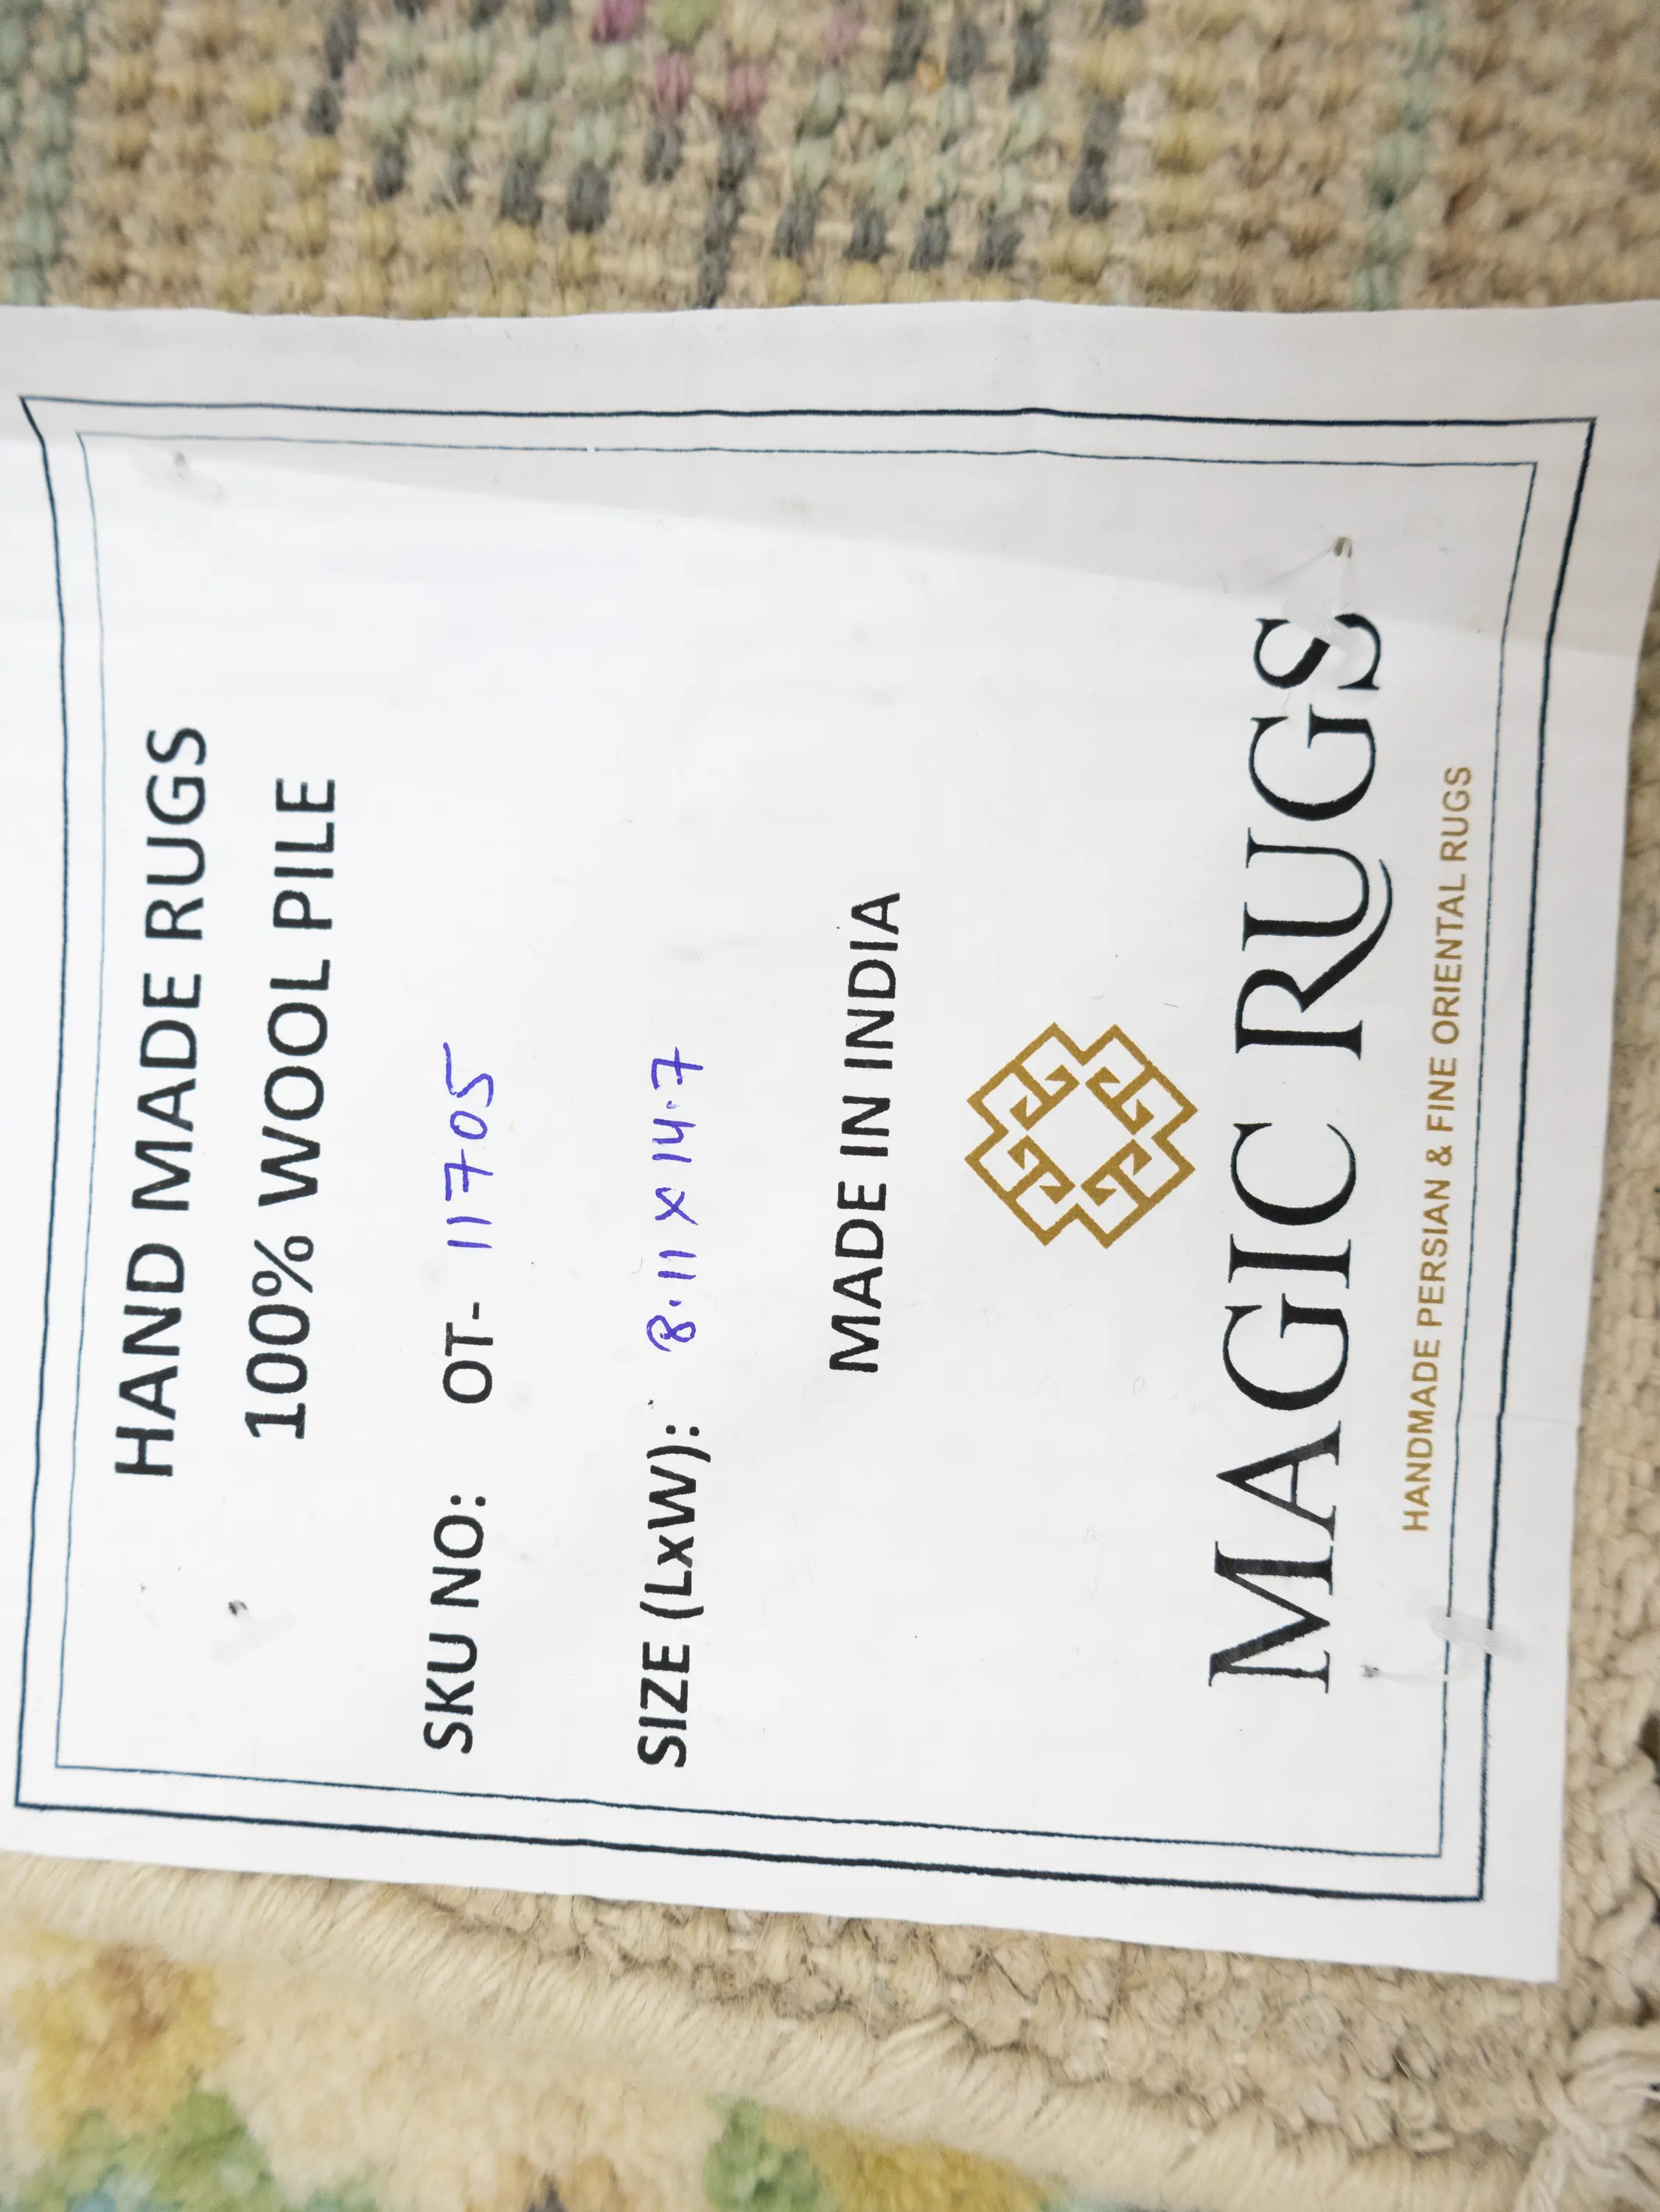 HAND MADE RUGS
100% WOOL PILE
SKU NO: OT- 11705
SIZE (LxW): 8.11 x 14.7
MADE IN INDIA
MAGIC RUGS
HANDMADE PERSIAN & FINE ORIENTAL RUGS